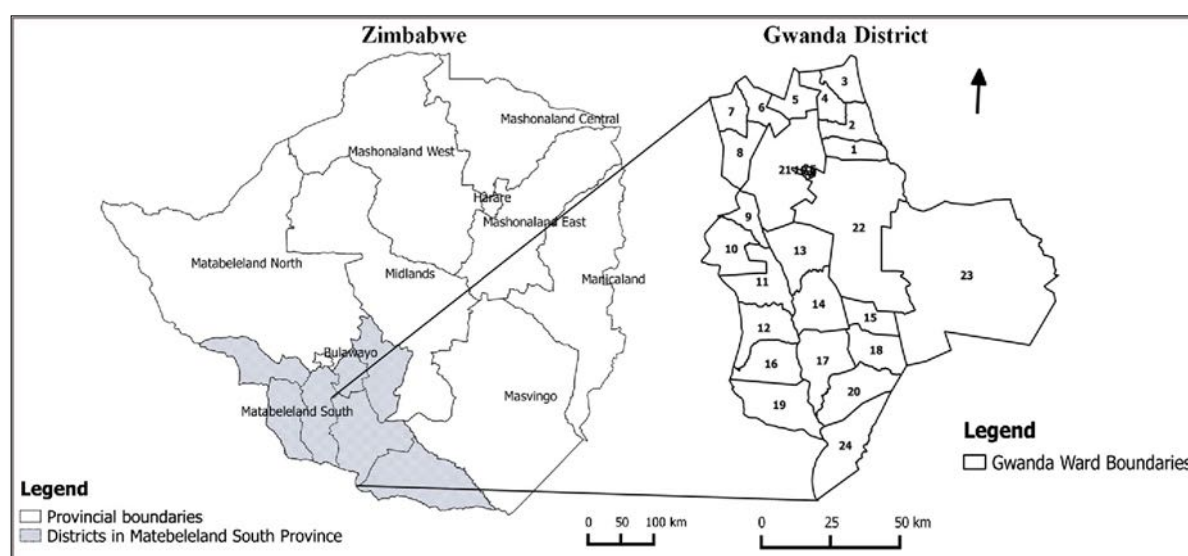 Zimbabwe
Gwanda District
Mashonaland Central
Mashonaland West
Harare
Mashonaland East
Matabeleland North
Midlands
Manicaland
Bulawayo
Matabeleland South
Masvingo
3
4
5
6
7
2
1
8
21
9
22
10
13
23
11
14
15
12
17
18
16
20
19
24
Legend
Provincial boundaries
Districts in Matebeleland South Province
0 50 100 km
0 25 50 km
Legend
Gwanda Ward Boundaries